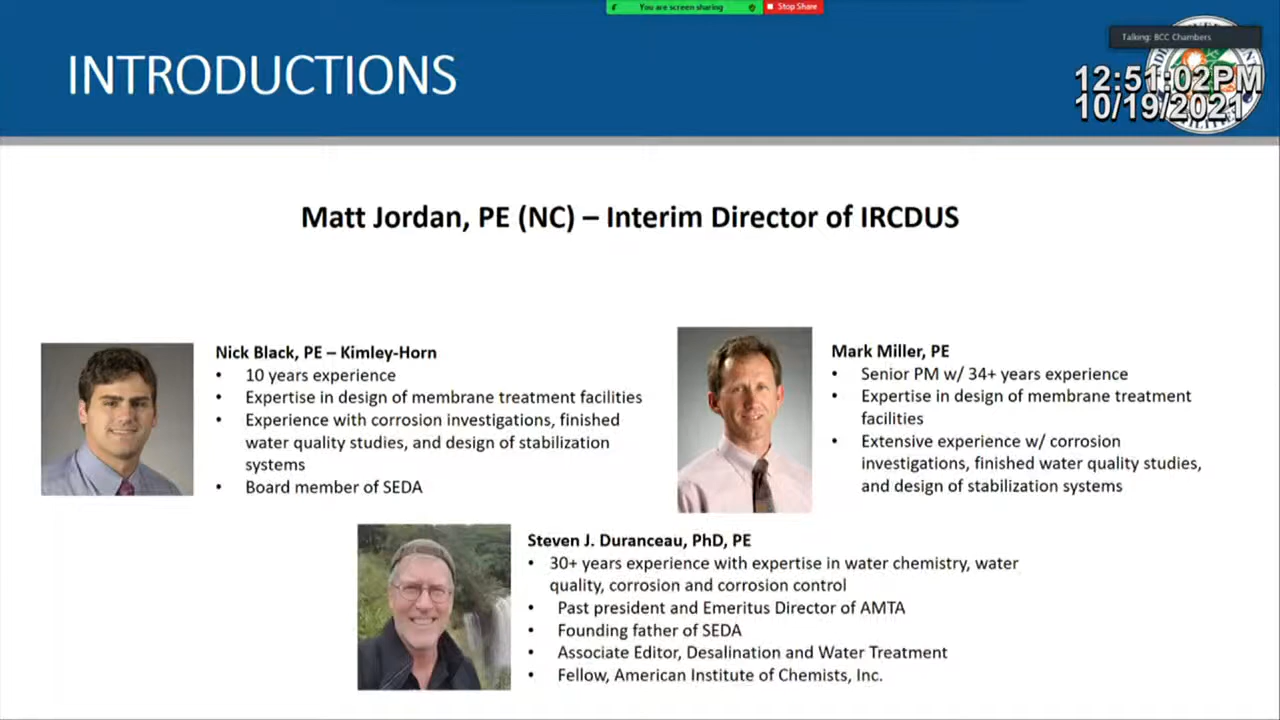 You are screen sharing
Stop Share
Talking: BCC Chambers
INTRODUCTIONS
12:51:02PM
10/19/2021
Matt Jordan, PE (NC) – Interim Director of IRCDUS
Nick Black, PE – Kimley-Horn
• 10 years experience
• Expertise in design of membrane treatment facilities
• Experience with corrosion investigations, finished
water quality studies, and design of stabilization
systems
• Board member of SEDA
Mark Miller, PE
• Senior PM w/ 34+ years experience
• Expertise in design of membrane treatment
facilities
• Extensive experience w/ corrosion
investigations, finished water quality studies,
and design of stabilization systems
Steven J. Duranceau, PhD, PE
• 30+ years experience with expertise in water chemistry, water
quality, corrosion and corrosion control
• Past president and Emeritus Director of AMTA
• Founding father of SEDA
• Associate Editor, Desalination and Water Treatment
• Fellow, American Institute of Chemists, Inc.